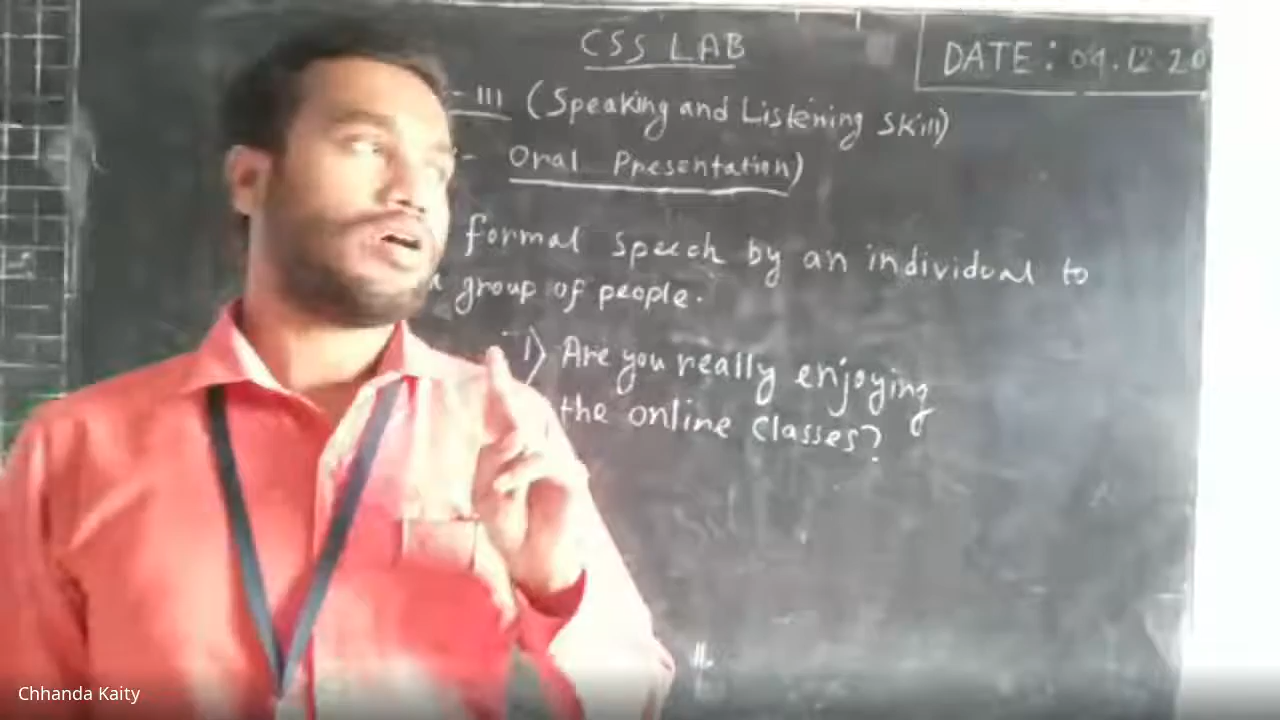 CSS LAB
DATE: 04.12.20
- III (Speaking and Listening Skill)
- Oral Presentation)
formal speech by an individual to
a group of people.
i) Are you really enjoying
the online classes?
Chhanda Kaity